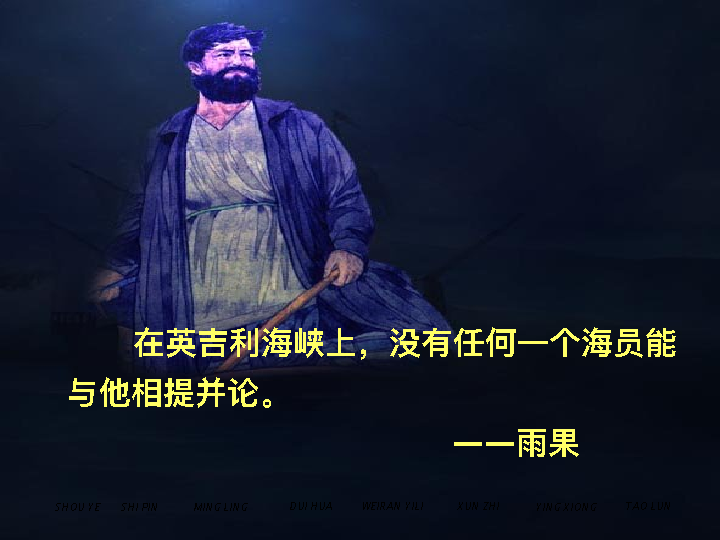 在英吉利海峡上，没有任何一个海员能
与他相提并论。
——雨果
SHOU YE SHI PIN MING LING DUI HUA WEIRAN YILI KUN ZHI YING XIONG TAO LUN